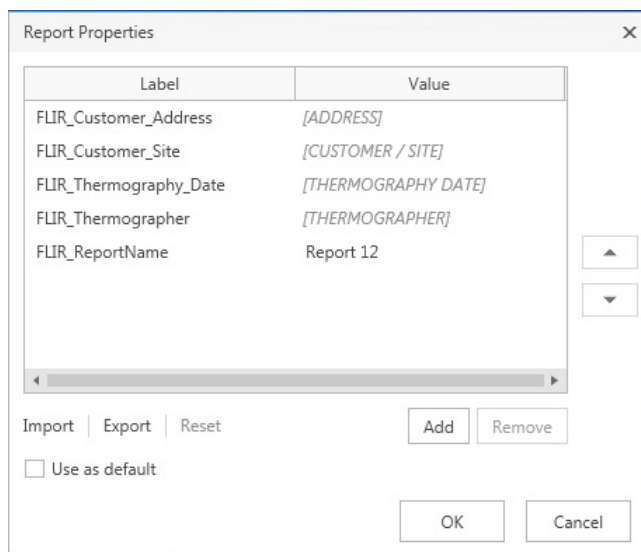 Report Properties
Label Value
FLIR_Customer_Address [ADDRESS]
FLIR_Customer_Site [CUSTOMER / SITE]
FLIR_Thermography_Date [THERMOGRAPHY DATE]
FLIR_Thermographer [THERMOGRAPHER]
FLIR_ReportName Report 12
Import Export Reset Add Remove
Use as default
OK Cancel